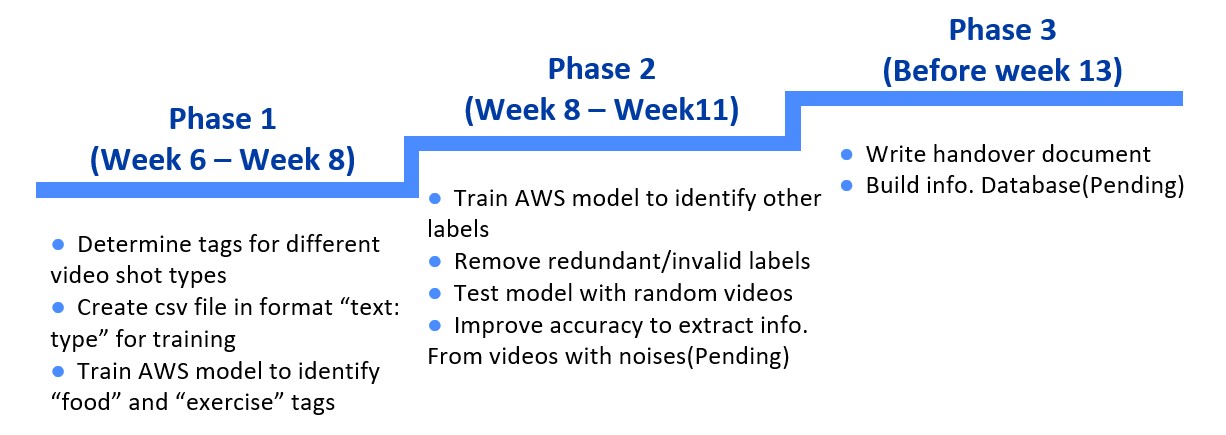 Phase 1
(Week 6 – Week 8)
● Determine tags for different
video shot types
● Create csv file in format “text:
type” for training
● Train AWS model to identify
“food” and “exercise” tags
Phase 2
(Week 8 – Week11)
● Train AWS model to identify other
labels
● Remove redundant/invalid labels
● Test model with random videos
● Improve accuracy to extract info.
From videos with noises(Pending)
Phase 3
(Before week 13)
● Write handover document
● Build info. Database(Pending)